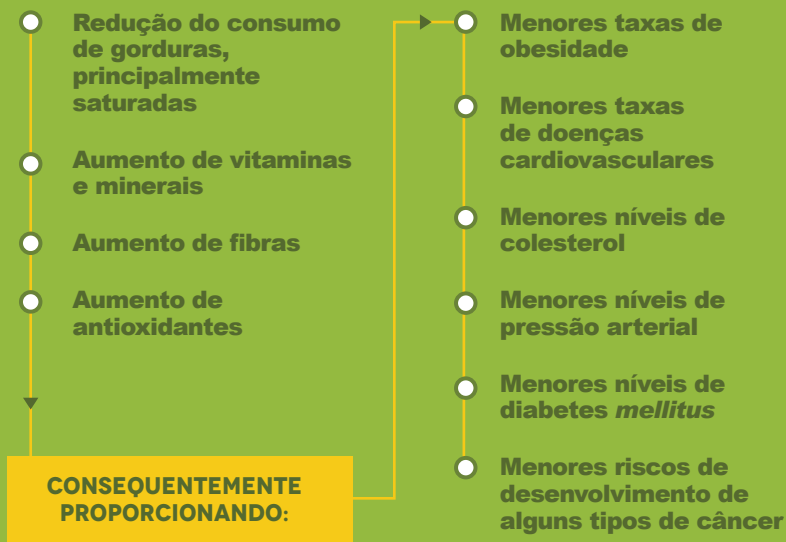 Redução do consumo
de gorduras,
principalmente
saturadas
Aumento de vitaminas
e minerais
Aumento de fibras
Aumento de
antioxidantes
CONSEQUENTEMENTE
PROPORCIONANDO:
Menores taxas de
obesidade
Menores taxas
de doenças
cardiovasculares
Menores níveis de
colesterol
Menores níveis de
pressão arterial
Menores níveis de
diabetes mellitus
Menores riscos de
desenvolvimento de
alguns tipos de câncer